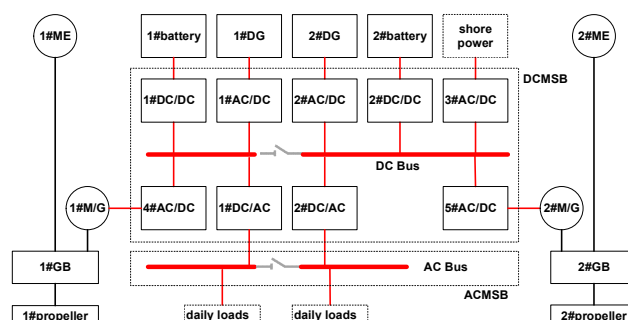 1#ME
1#battery
1#DG
2#DG
2#battery
shore
power
2#ME
DCMSB
1#DC/DC
1#AC/DC
2#AC/DC
2#DC/DC
3#AC/DC
DC Bus
1#M/G
4#AC/DC
1#DC/AC
2#DC/AC
5#AC/DC
2#M/G
1#GB
AC Bus
2#GB
ACMSB
1#propeller
daily loads
daily loads
2#propeller